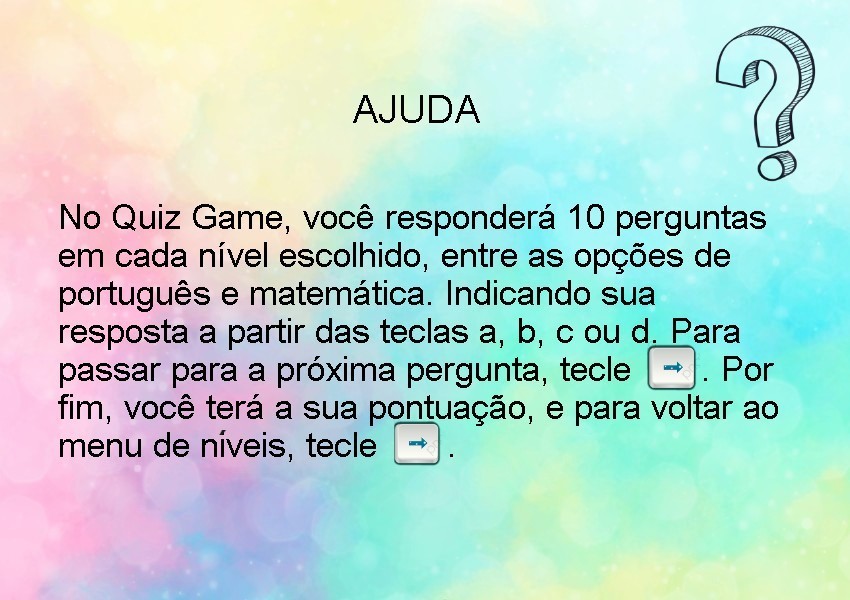 AJUDA
No Quiz Game, você responderá 10 perguntas
em cada nível escolhido, entre as opções de
português e matemática. Indicando sua
resposta a partir das teclas a, b, c ou d. Para
passar para a próxima pergunta, tecle → . Por
fim, você terá a sua pontuação, e para voltar ao
menu de níveis, tecle → .